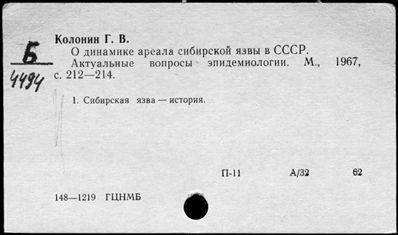 Колонин Г. В.
Б
4494
О динамике ареала сибирской язвы в СССР.
Актуальные вопросы эпидемиологии. М., 1967,
с. 212—214.
1. Сибирская язва — история.
П-11 А/32 62
148—1219 ГЦНМБ